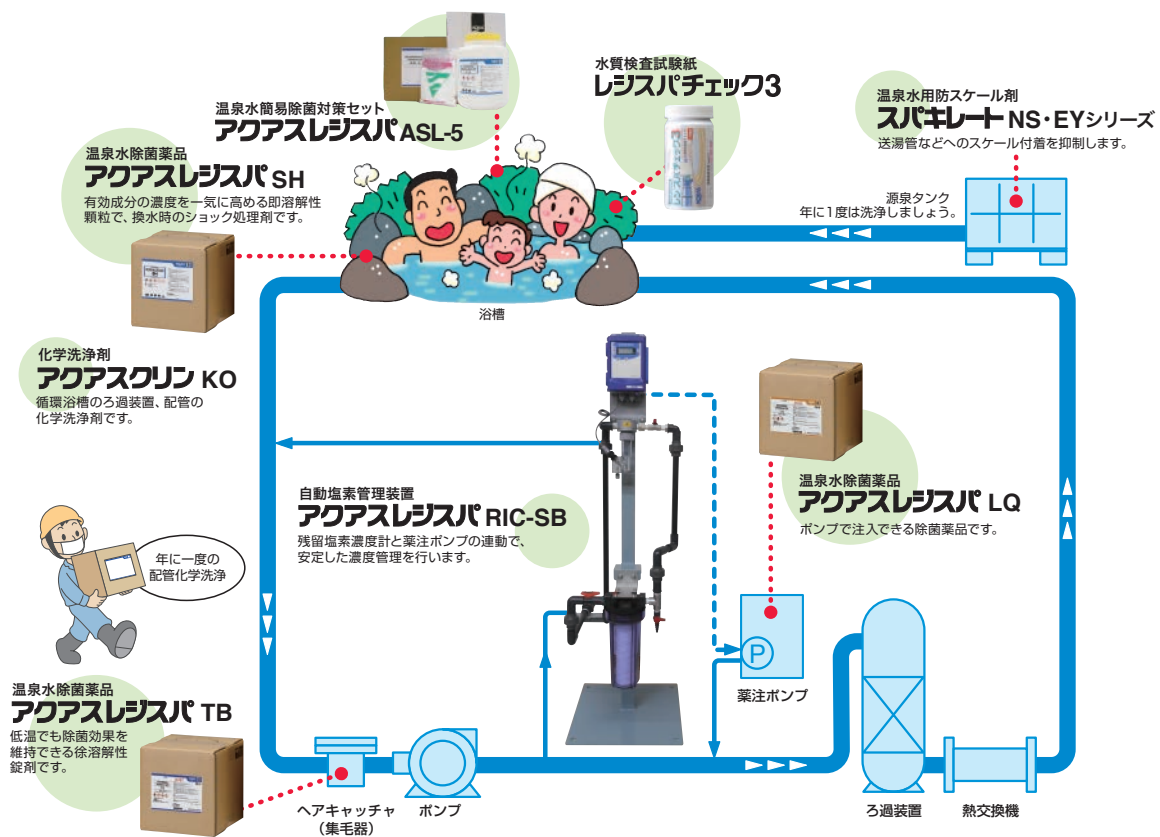 温泉水簡易除菌対策セット
アクアスレジスパ ASL-5
水質検査試験紙
レジスパチェック3
温泉水用防スケール剤
スパキレート NS・EYシリーズ
送湯管などへのスケール付着を抑制します。
温泉水除菌薬品
アクアスレジスパ SH
有効成分の濃度を一気に高める即溶解性
顆粒で、換水時のショック処理剤です。
源泉タンク
年に1度は洗浄しましょう。
浴槽
化学洗浄剤
アクアスクリン KO
循環浴槽のろ過装置、配管の
化学洗浄剤です。
自動塩素管理装置
アクアスレジスパ RIC-SB
残留塩素濃度計と薬注ポンプの連動で、
安定した濃度管理を行います。
温泉水除菌薬品
アクアスレジスパ LQ
ポンプで注入できる除菌薬品です。
年に一度の
配管化学洗浄
P
薬注ポンプ
温泉水除菌薬品
アクアスレジスパ TB
低温でも除菌効果を
維持できる徐溶解性
錠剤です。
ヘアキャッチャ
（集毛器）
ポンプ
ろ過装置
熱交換機